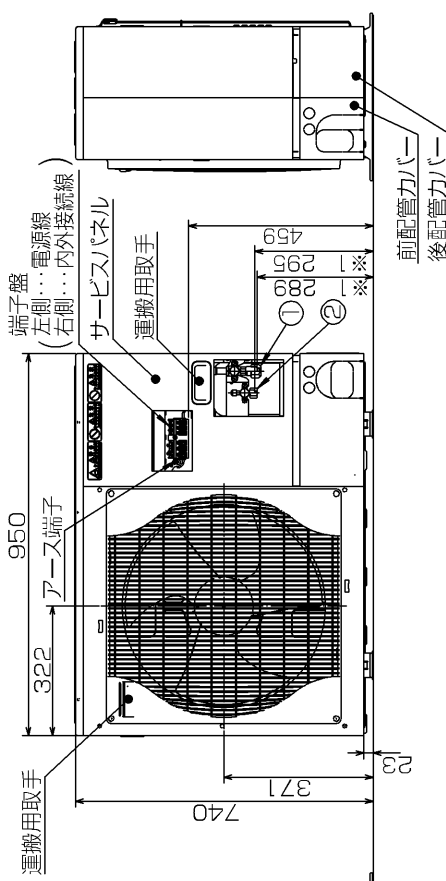 端子盤
(左側･･･電源線
右側･･･内外接続線)
サービスパネル
運搬用取手
アース端子
運搬用取手
950
322
740
371
23
459
※1 295
※1 289
①
②
前配管カバー
後配管カバー